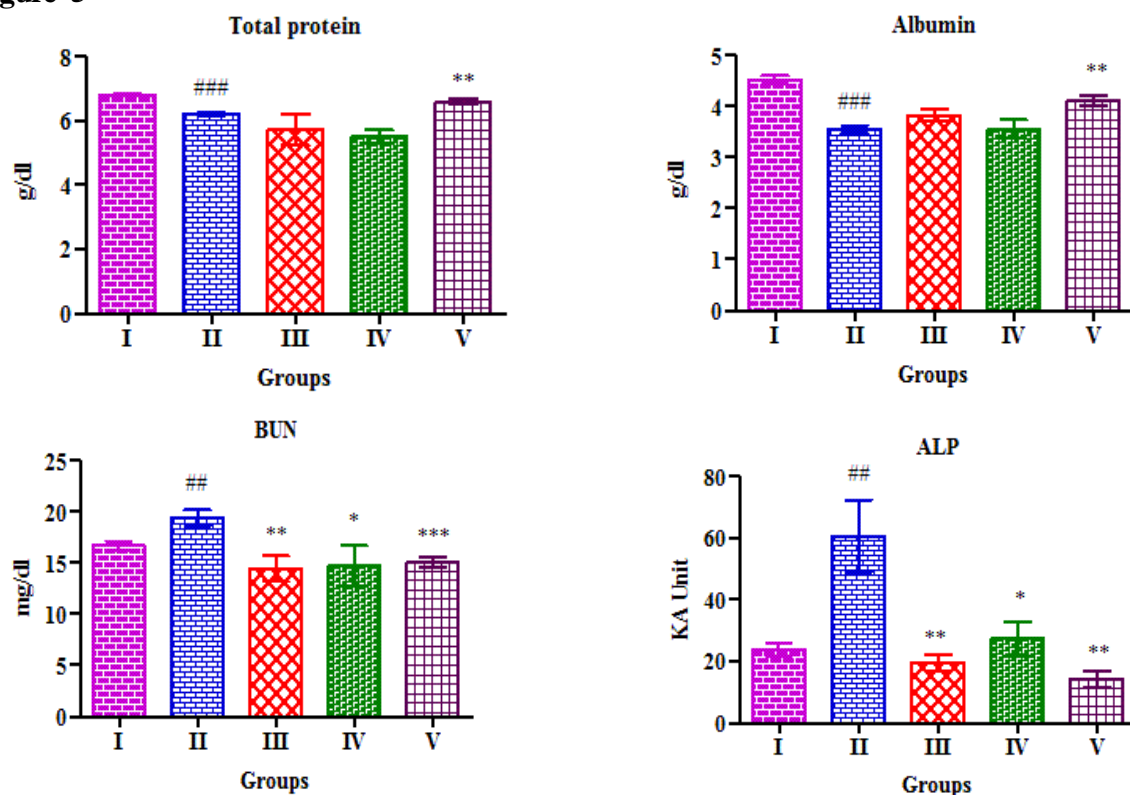 Total protein
8
6
4
2
0
g/dl
###
**
I II III IV V
Groups
Albumin
5
4
3
2
1
0
g/dl
###
**
I II III IV V
Groups
BUN
25
20
15
10
5
0
mg/dl
##
**
*
***
I II III IV V
Groups
ALP
80
60
40
20
0
KA Unit
##
**
*
**
I II III IV V
Groups